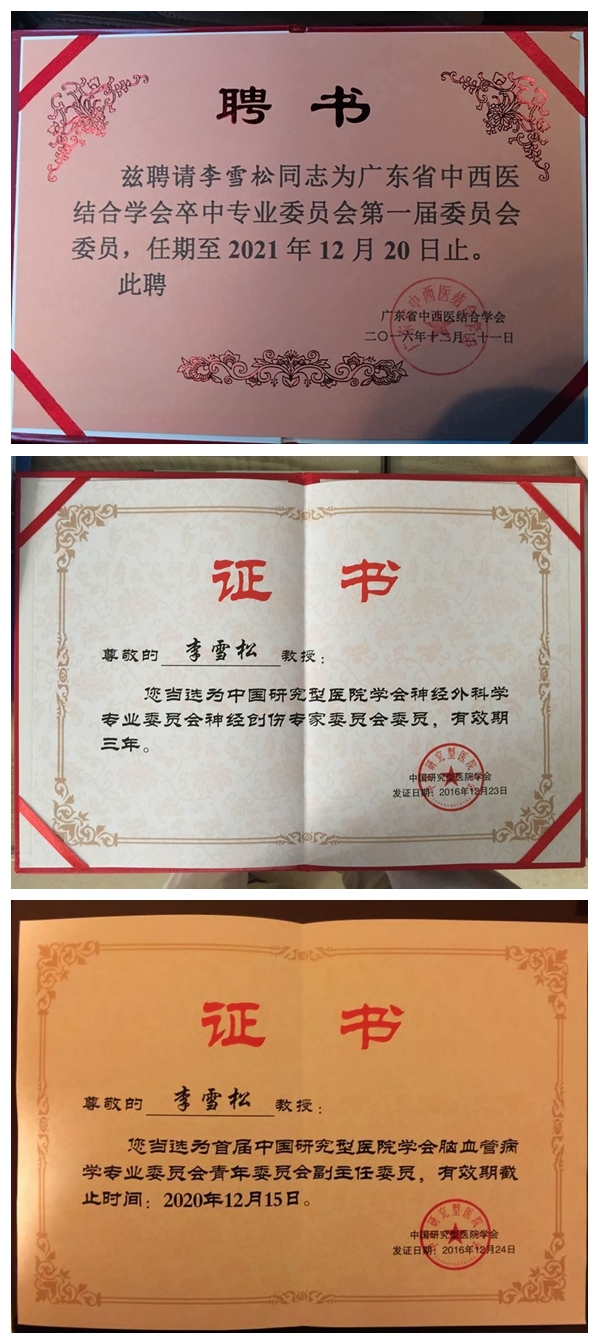 聘 书
兹聘请李雪松同志为广东省中西医
结合学会卒中专业委员会第一届委员会
委员，任期至 2021 年 12 月 20 日止。
此聘
广东省中西医结合学会
二〇一六年十二月二十一日
证 书
尊敬的 李雪松 教授：
您当选为中国研究型医院学会神经外科学
专业委员会神经创伤专家委员会委员，有效期
三年。
中国研究型医院学会
发证日期：2016年12月23日
证 书
尊敬的 李雪松 教授：
您当选为首届中国研究型医院学会脑血管病
学专业委员会青年委员会副主任委员，有效期截
止时间：2020年12月15日。
中国研究型医院学会
发证日期：2016年12月24日